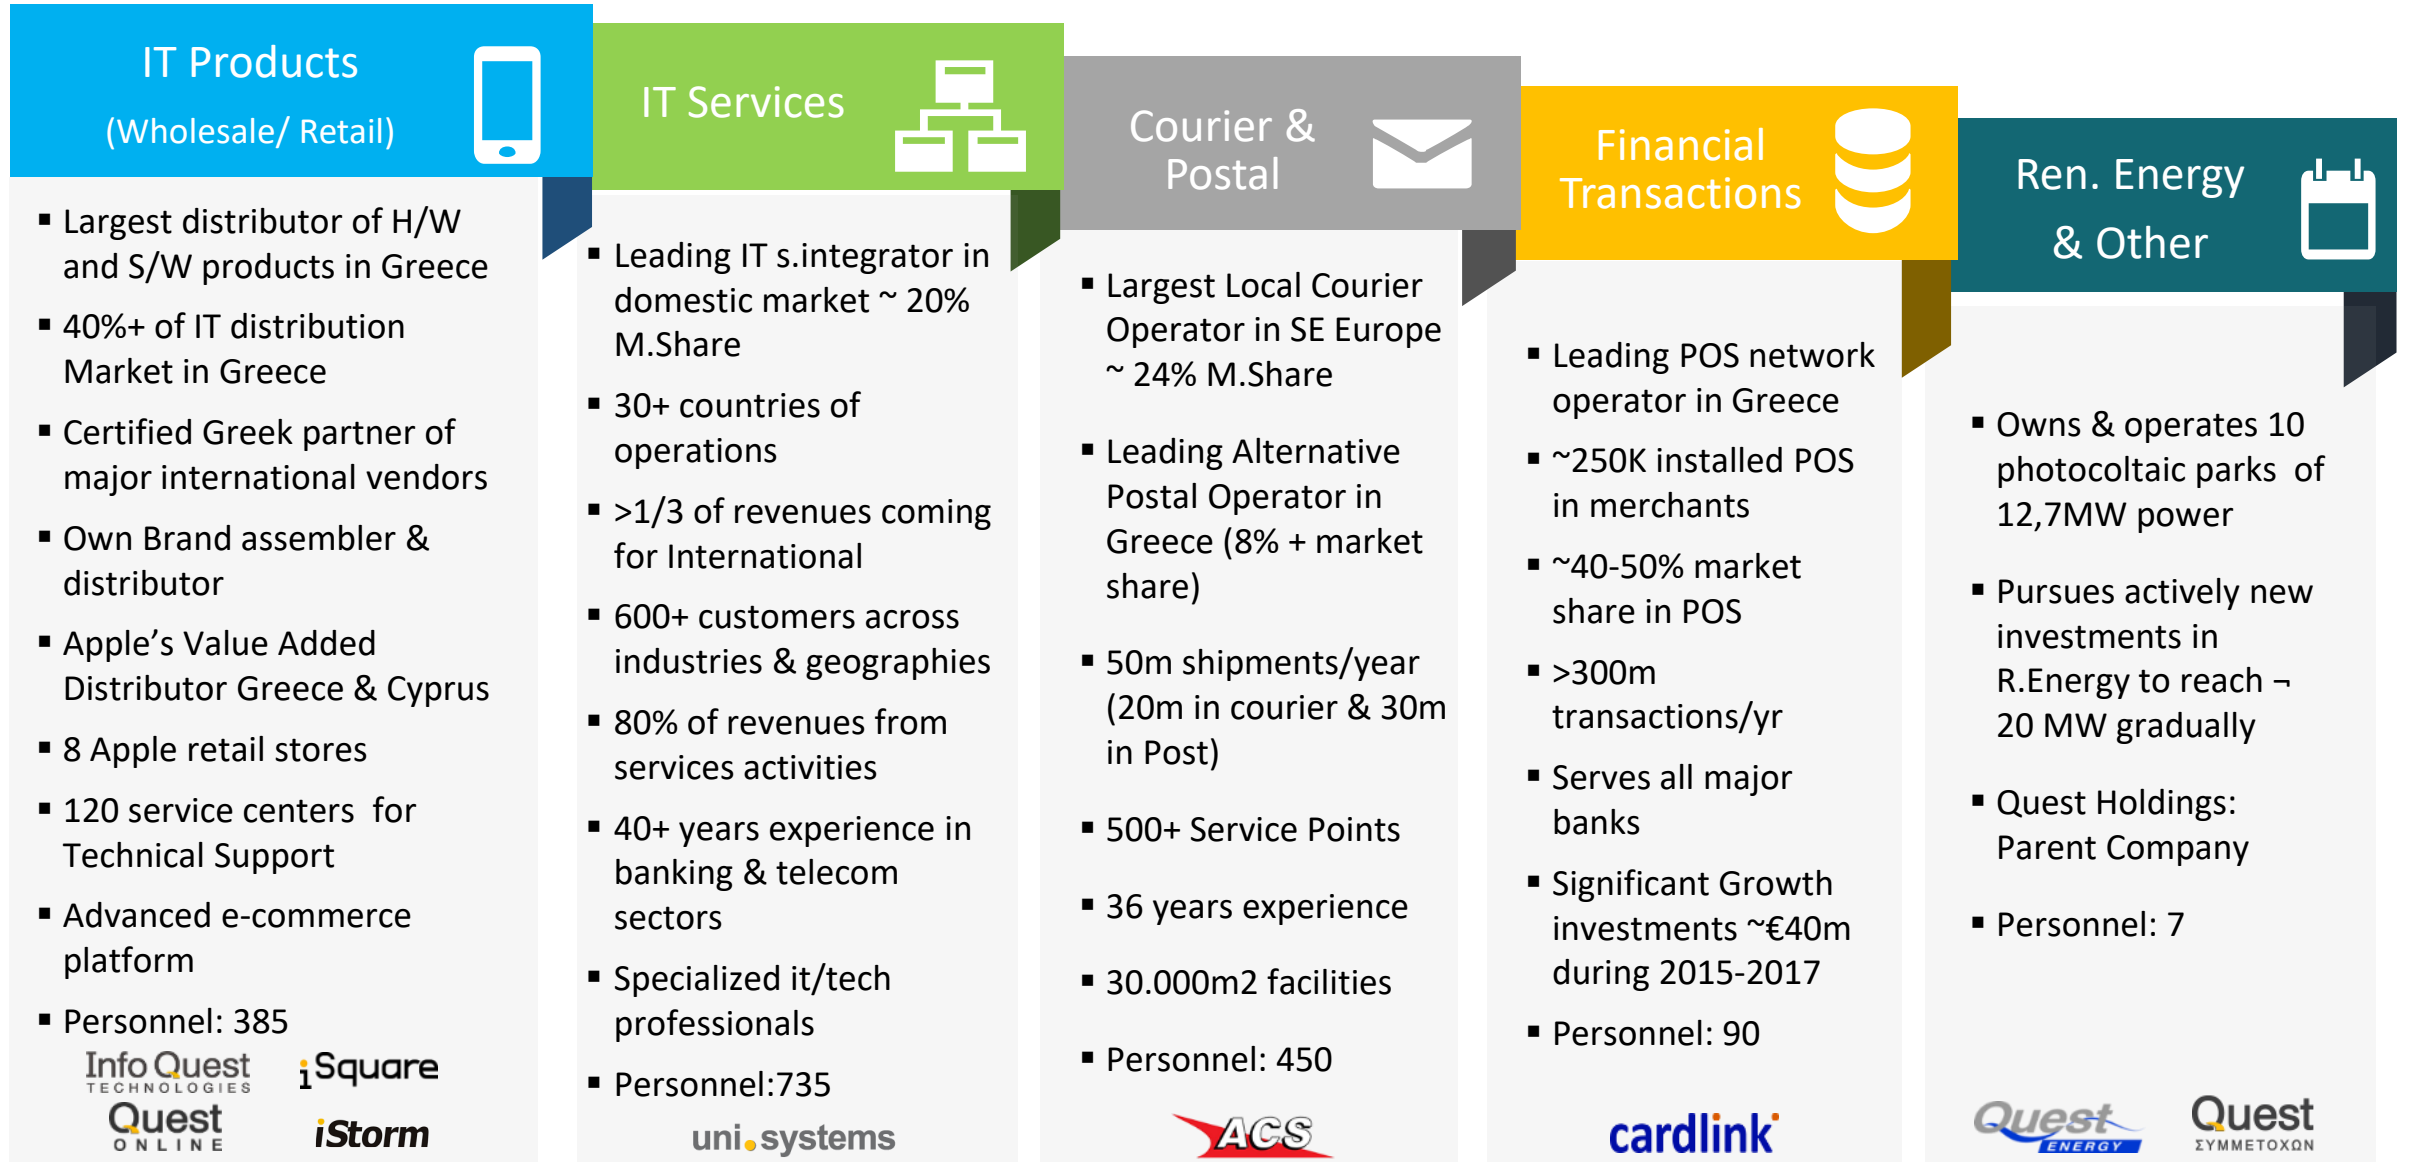 IT Products
(Wholesale/ Retail)
▪ Largest distributor of H/W
and S/W products in Greece
▪ 40%+ of IT distribution
Market in Greece
▪ Certified Greek partner of
major international vendors
▪ Own Brand assembler &
distributor
▪ Apple’s Value Added
Distributor Greece & Cyprus
▪ 8 Apple retail stores
▪ 120 service centers  for
Technical Support
▪ Advanced e-commerce
platform
▪ Personnel: 385
Info Quest
TECHNOLOGIES
iSquare
Quest
ONLINE
iStorm
IT Services
▪ Leading IT s.integrator in
domestic market ~ 20%
M.Share
▪ 30+ countries of
operations
▪ >1/3 of revenues coming
for International
▪ 600+ customers across
industries & geographies
▪ 80% of revenues from
services activities
▪ 40+ years experience in
banking & telecom
sectors
▪ Specialized it/tech
professionals
▪ Personnel:735
uni.systems
Courier &
Postal
▪ Largest Local Courier
Operator in SE Europe
~ 24% M.Share
▪ Leading Alternative
Postal Operator in
Greece (8% + market
share)
▪ 50m shipments/year
(20m in courier & 30m
in Post)
▪ 500+ Service Points
▪ 36 years experience
▪ 30.000m2 facilities
▪ Personnel: 450
ACS
Financial
Transactions
▪ Leading POS network
operator in Greece
▪ ~250K installed POS
in merchants
▪ ~40-50% market
share in POS
▪ >300m
transactions/yr
▪ Serves all major
banks
▪ Significant Growth
investments ~€40m
during 2015-2017
▪ Personnel: 90
cardlink
Ren. Energy
& Other
▪ Owns & operates 10
photocoltaic parks  of
12,7MW power
▪ Pursues actively new
investments in
R.Energy to reach ¬
20 MW gradually
▪ Quest Holdings:
Parent Company
▪ Personnel: 7
Quest
ENERGY
Quest
ΣΥΜΜΕΤΟΧΩΝ